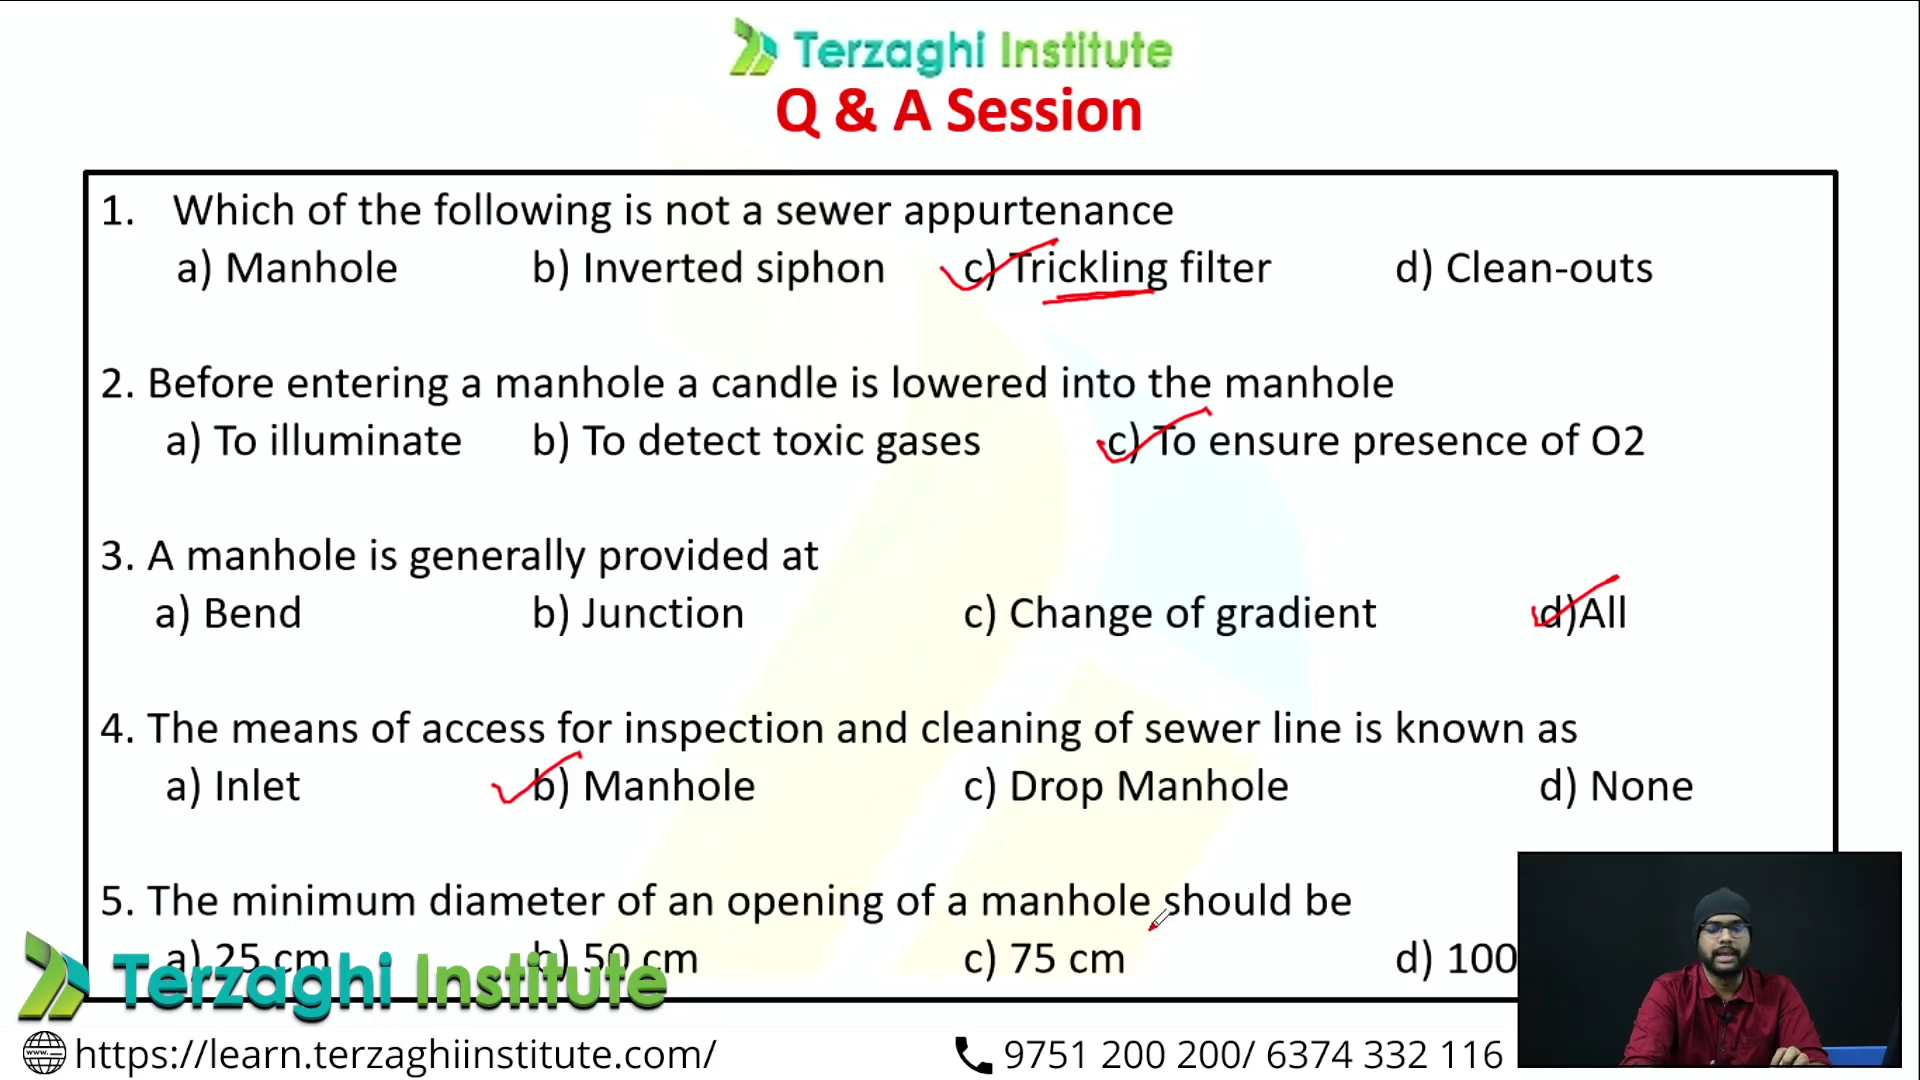 Terzaghi Institute
Q & A Session
1. Which of the following is not a sewer appurtenance
a) Manhole b) Inverted siphon c) Trickling filter d) Clean-outs
2. Before entering a manhole a candle is lowered into the manhole
a) To illuminate b) To detect toxic gases c) To ensure presence of O2
3. A manhole is generally provided at
a) Bend b) Junction c) Change of gradient d)All
4. The means of access for inspection and cleaning of sewer line is known as
a) Inlet b) Manhole c) Drop Manhole d) None
5. The minimum diameter of an opening of a manhole should be
a) 25 cm b) 50 cm c) 75 cm d) 100
Terzaghi Institute
www.
https://learn.terzaghiinstitute.com/ 9751 200 200/ 6374 332 116